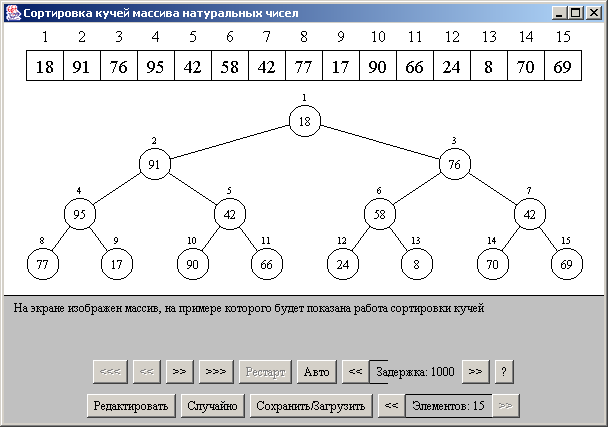 Сортировка кучей массива натуральных чисел
1 2 3 4 5 6 7 8 9 10 11 12 13 14 15
18 91 76 95 42 58 42 77 17 90 66 24 8 70 69
1
18
2 3
91 76
4 5 6 7
95 42 58 42
8 9 10 11 12 13 14 15
77 17 90 66 24 8 70 69
На экране изображен массив, на примере которого будет показана работа сортировки кучей
<<< << >> >>> Рестарт Авто << Задержка: 1000 >> ?
Редактировать Случайно Сохранить/Загрузить << Элементов: 15 >>